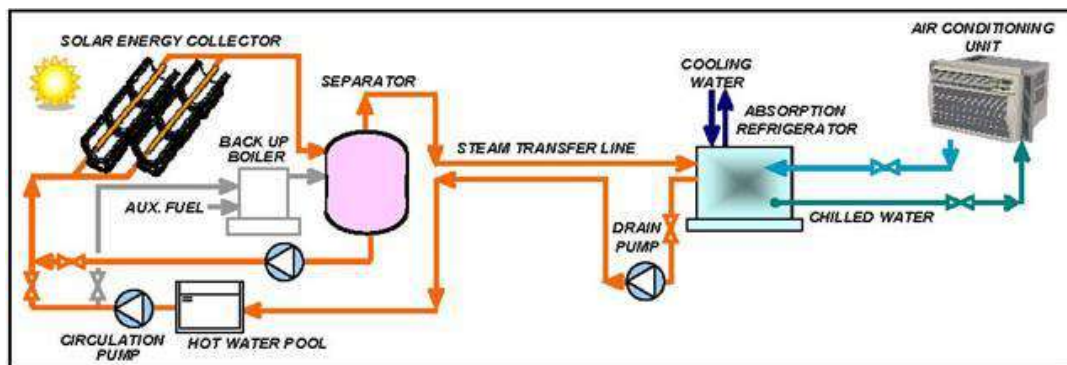 SOLAR ENERGY COLLECTOR
AIR CONDITIONING
UNIT
SEPARATOR
COOLING
WATER
ABSORPTION
REFRIGERATOR
BACK UP
BOILER
STEAM TRANSFER LINE
AUX. FUEL
DRAIN
PUMP
CHILLED WATER
CIRCULATION
PUMP
HOT WATER POOL